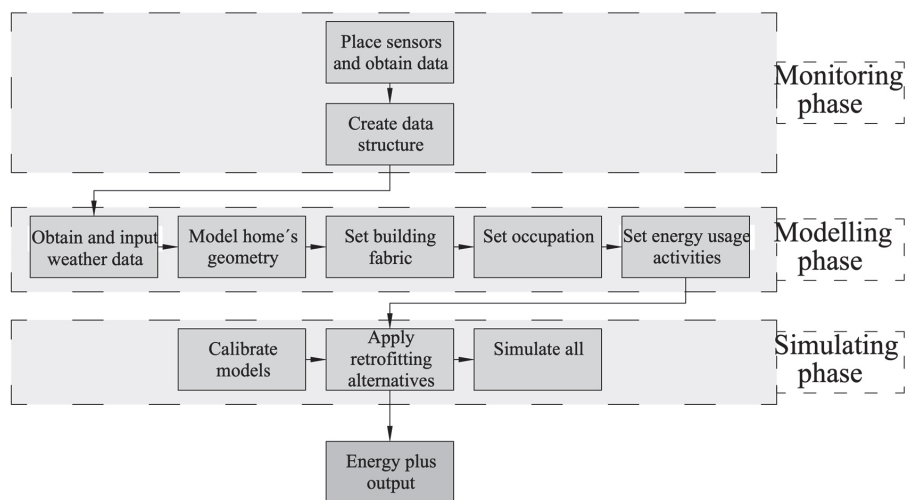 Place sensors
and obtain data
Create data
structure
Monitoring
phase
Obtain and input
weather data
Model home´s
geometry
Set building
fabric
Set occupation
Set energy usage
activities
Modelling
phase
Calibrate
models
Apply
retrofitting
alternatives
Simulate all
Simulating
phase
Energy plus
output